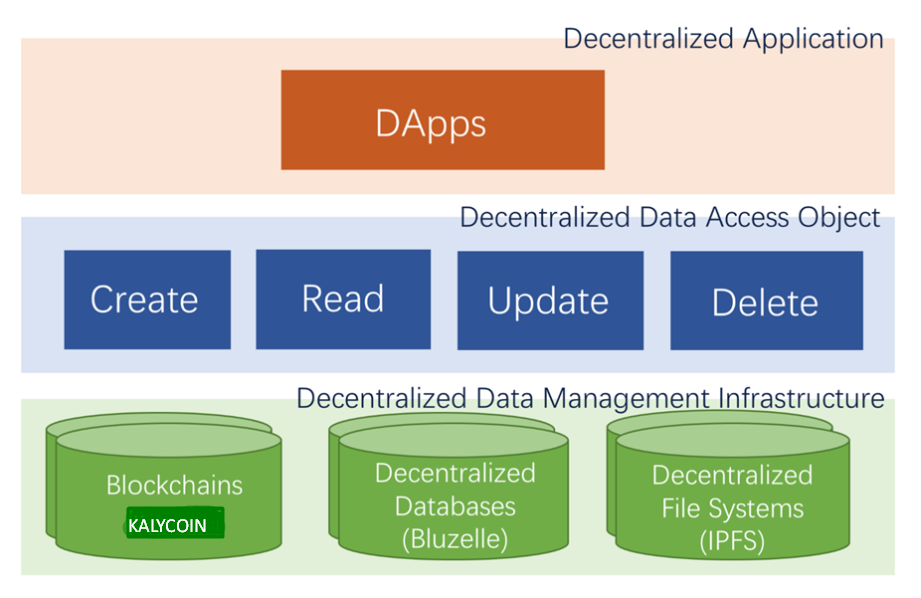 Decentralized Application
DApps
Decentralized Data Access Object
Create
Read
Update
Delete
Decentralized Data Management Infrastructure
Blockchains
KALYCOIN
Decentralized
Databases
(Bluzelle)
Decentralized
File Systems
(IPFS)